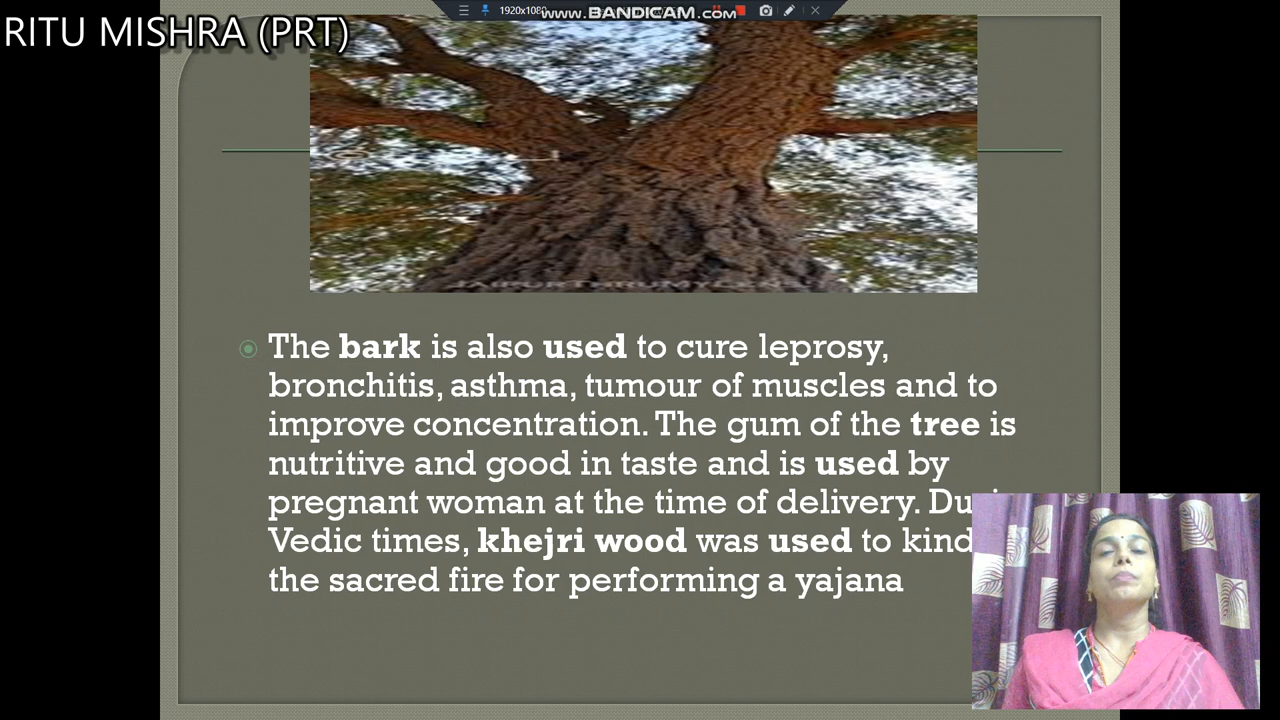 1920x1080
www.BANDICAM.com
RITU MISHRA (PRT)
The bark is also used to cure leprosy,
bronchitis, asthma, tumour of muscles and to
improve concentration. The gum of the tree is
nutritive and good in taste and is used by
pregnant woman at the time of delivery.
Vedic times, khejri wood was used to
the sacred fire for performing a yajana